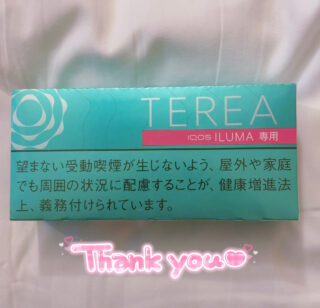 TEREA
IQOS ILUMA 専用
望まない受動喫煙が生じないよう、屋外や家庭
でも周囲の状況に配慮することが、健康増進法
上、義務付けられています。
Thank you